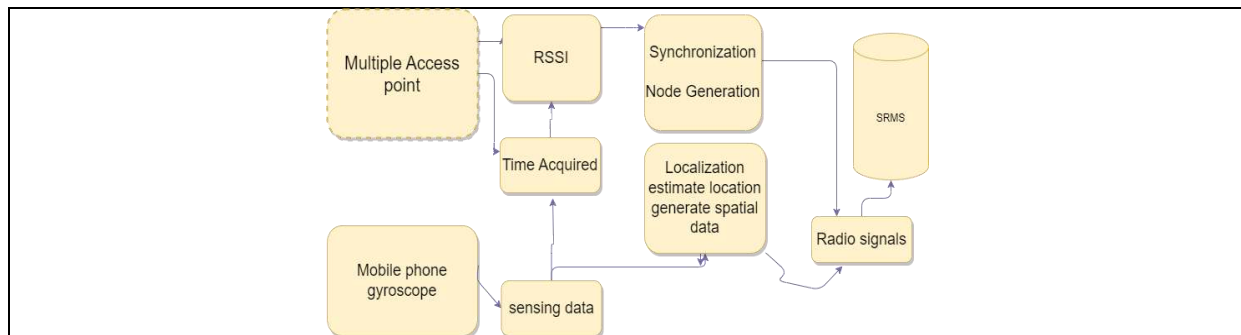 Multiple Access
point
RSSI
Synchronization
Node Generation
SRMS
Time Acquired
Localization
estimate location
generate spatial
data
Radio signals
Mobile phone
gyroscope
sensing data